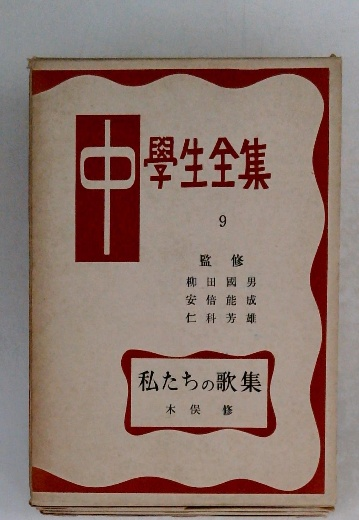 中學生全集
9
監修
柳田國男
安倍能成
仁科芳雄
私たちの歌集
木俣修